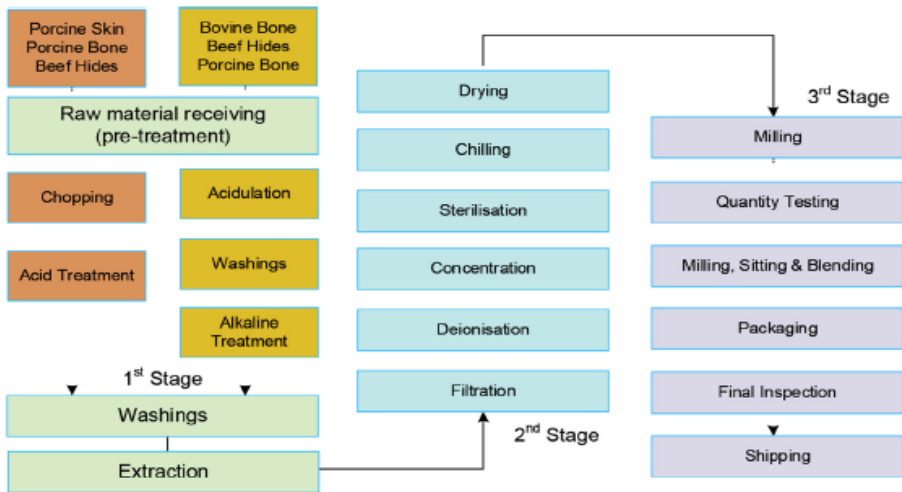 Porcine Skin
Porcine Bone
Beef Hides
Bovine Bone
Beef Hides
Porcine Bone
Raw material receiving
(pre-treatment)
Chopping
Acidulation
Acid Treatment
Washings
Alkaline
Treatment
1st Stage
Washings
Extraction
Drying
Chilling
Sterilisation
Concentration
Deionisation
Filtration
2nd Stage
3rd Stage
Milling
Quantity Testing
Milling, Sitting & Blending
Packaging
Final Inspection
Shipping